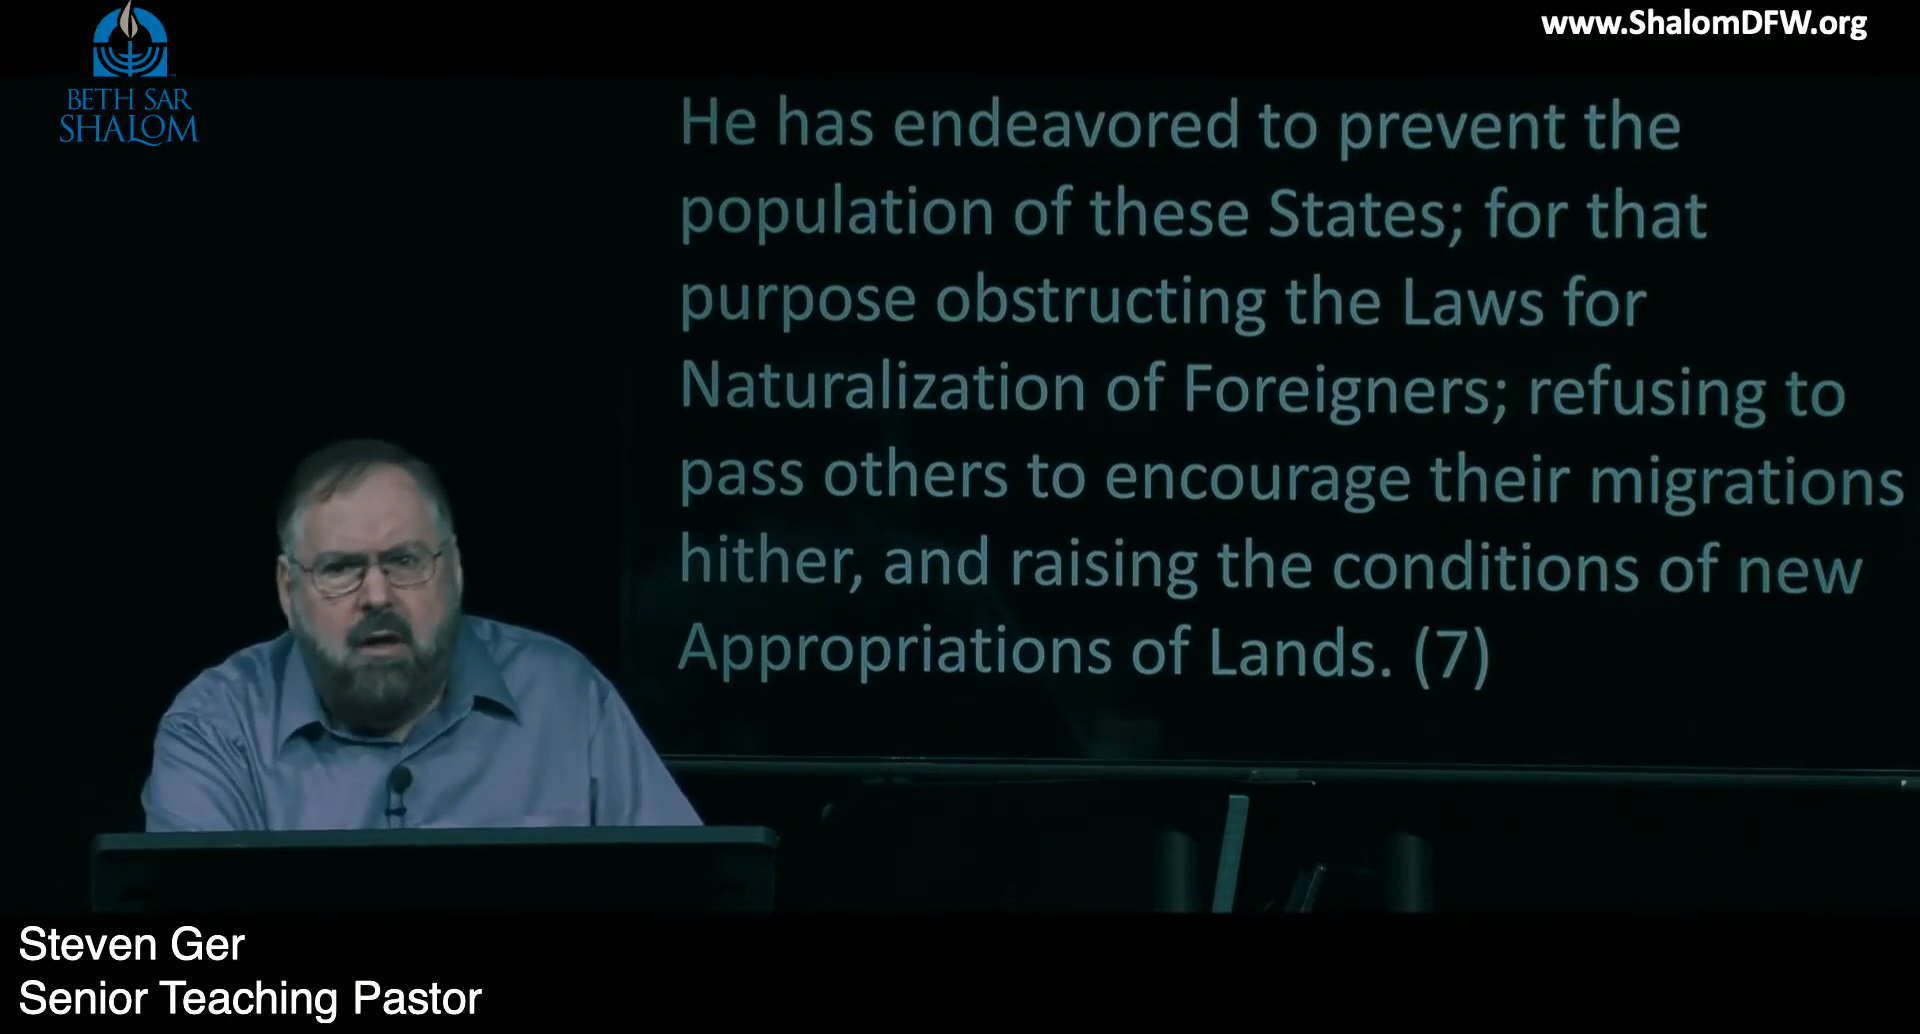 www.ShalomDFW.org
BETH SAR
SHALOM
He has endeavored to prevent the
population of these States; for that
purpose obstructing the Laws for
Naturalization of Foreigners; refusing to
pass others to encourage their migrations
hither, and raising the conditions of new
Appropriations of Lands. (7)
Steven Ger
Senior Teaching Pastor